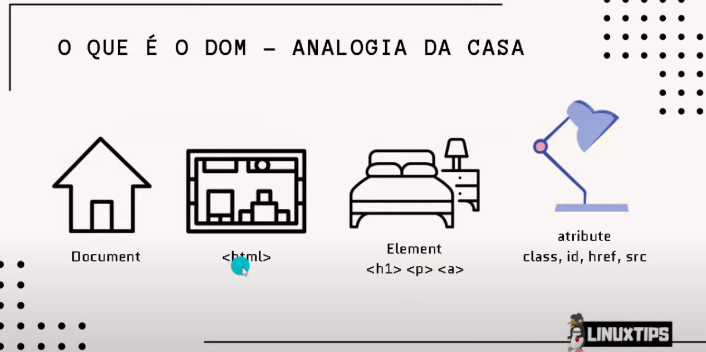 O QUE É O DOM – ANALOGIA DA CASA
Document
<html>
Element
<h1> <p> <a>
atribute
class, id, href, src
LINUXTIPS